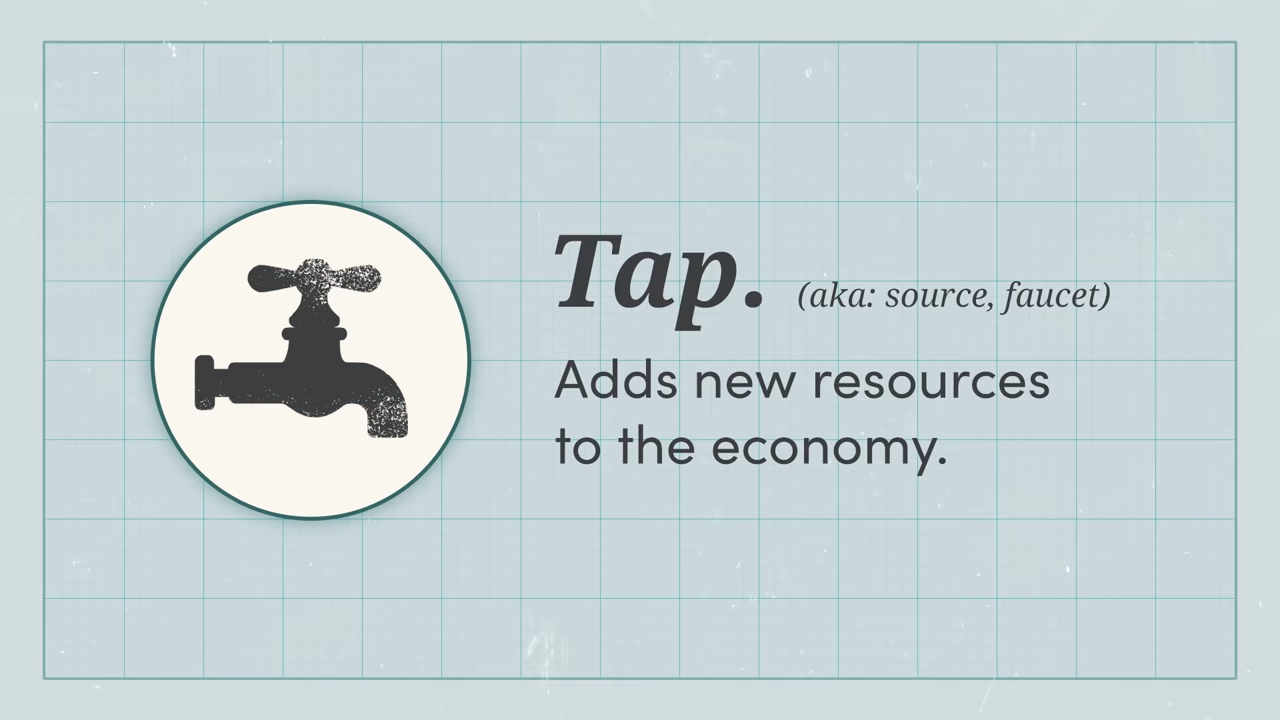 Tap. (aka: source, faucet)
Adds new resources
to the economy.